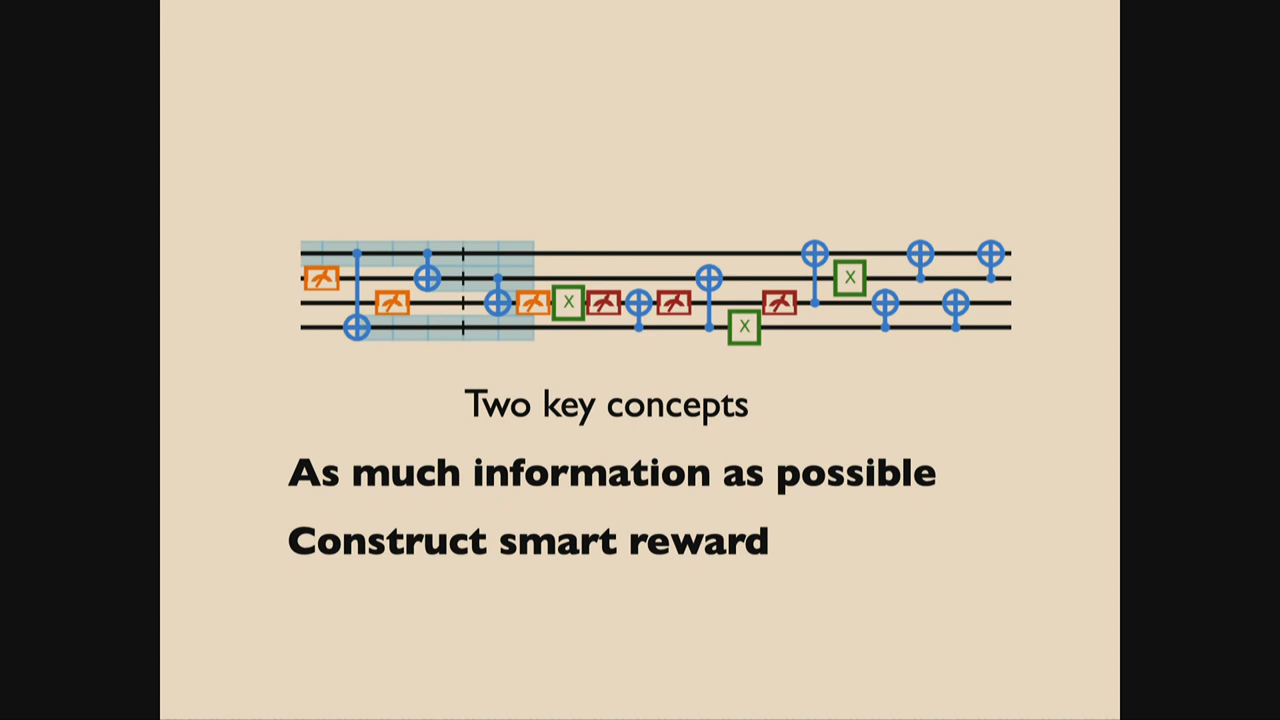 X
X
X
X
Two key concepts
As much information as possible
Construct smart reward